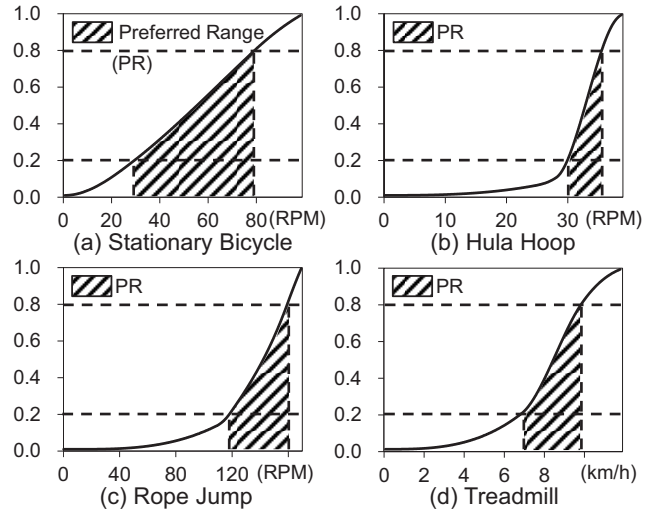 1.0
Preferred Range
0.8
(PR)
0.6
0.4
0.2
0.0
0 20 40 60 80 (RPM)
(a) Stationary Bicycle
1.0
PR
0.8
0.6
0.4
0.2
0.0
0 10 20 30 (RPM)
(b) Hula Hoop
1.0
PR
0.8
0.6
0.4
0.2
0.0
0 40 80 120 (RPM)
(c) Rope Jump
1.0
PR
0.8
0.6
0.4
0.2
0.0
0 2 4 6 8 (km/h)
(d) Treadmill